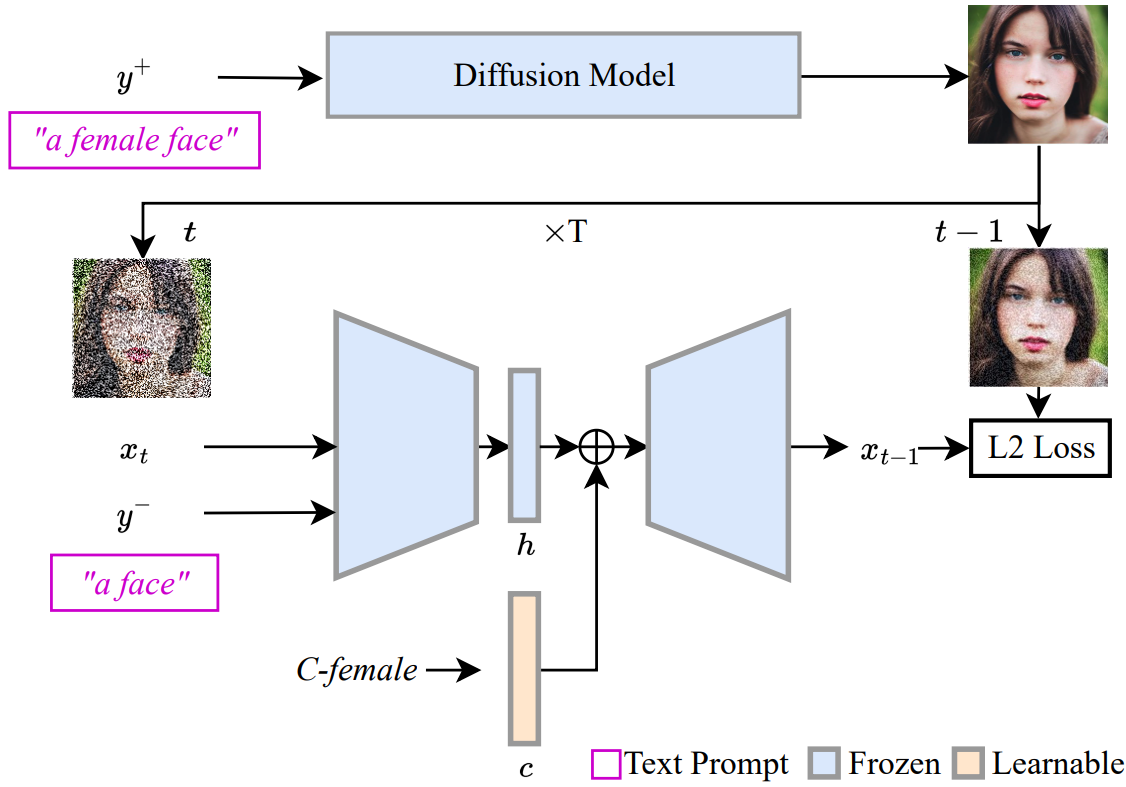 y⁺
Diffusion Model
"a female face"
t
×T
t − 1
xₜ
xₜ₋₁
L2 Loss
y⁻
h
"a face"
C-female
c
Text Prompt
Frozen
Learnable